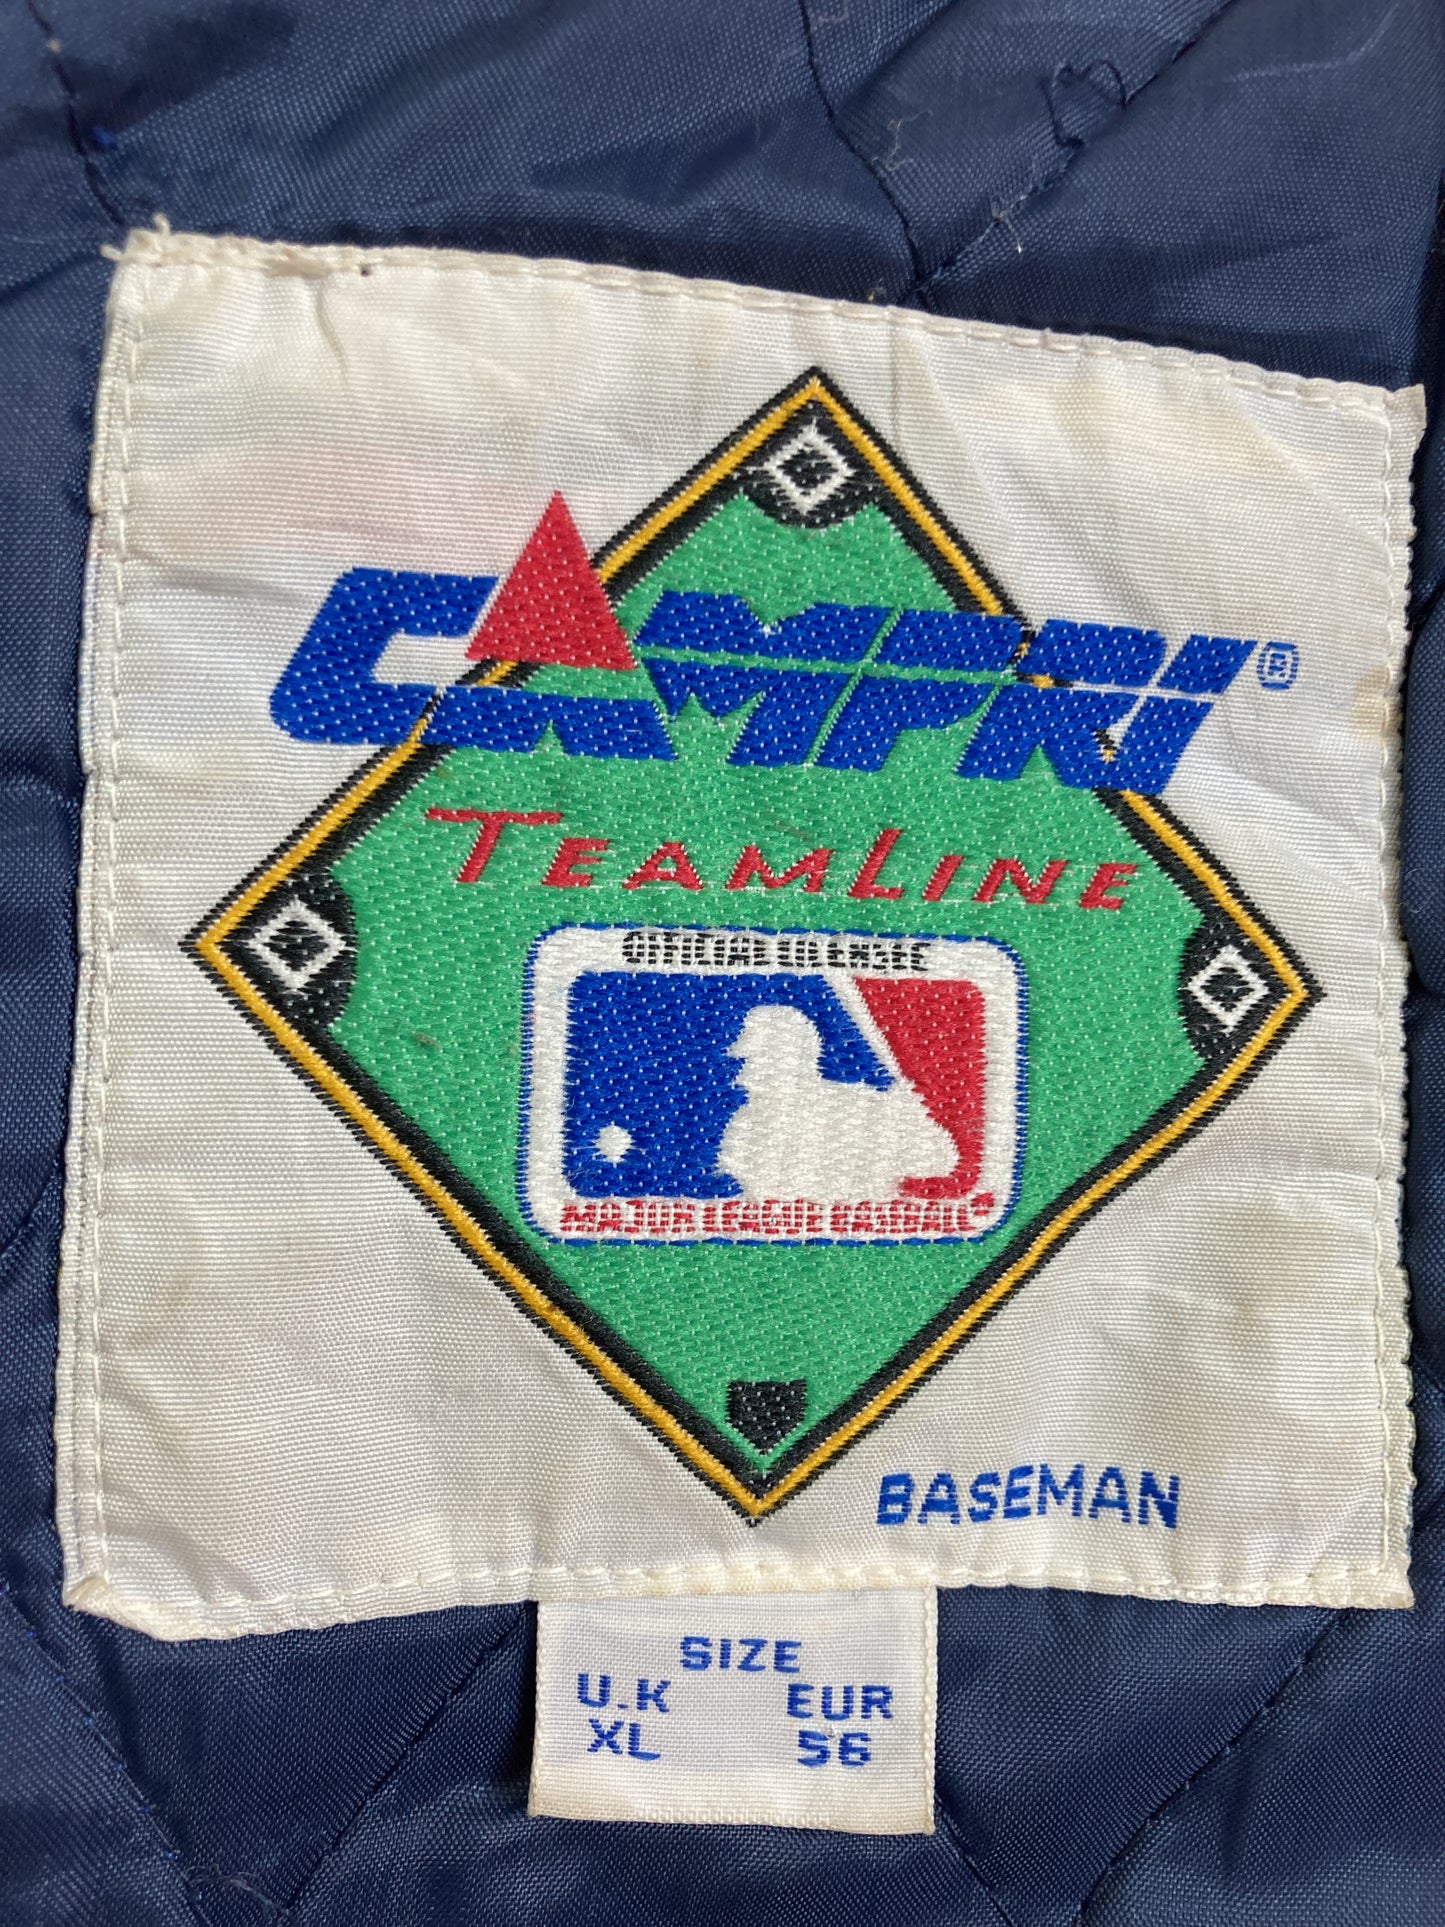 CAMPRI®
TEAMLINE
OFFICIAL LICENSEE
MAJOR LEAGUE BASEBALL
BASEMAN
SIZE
U.K EUR
XL 56